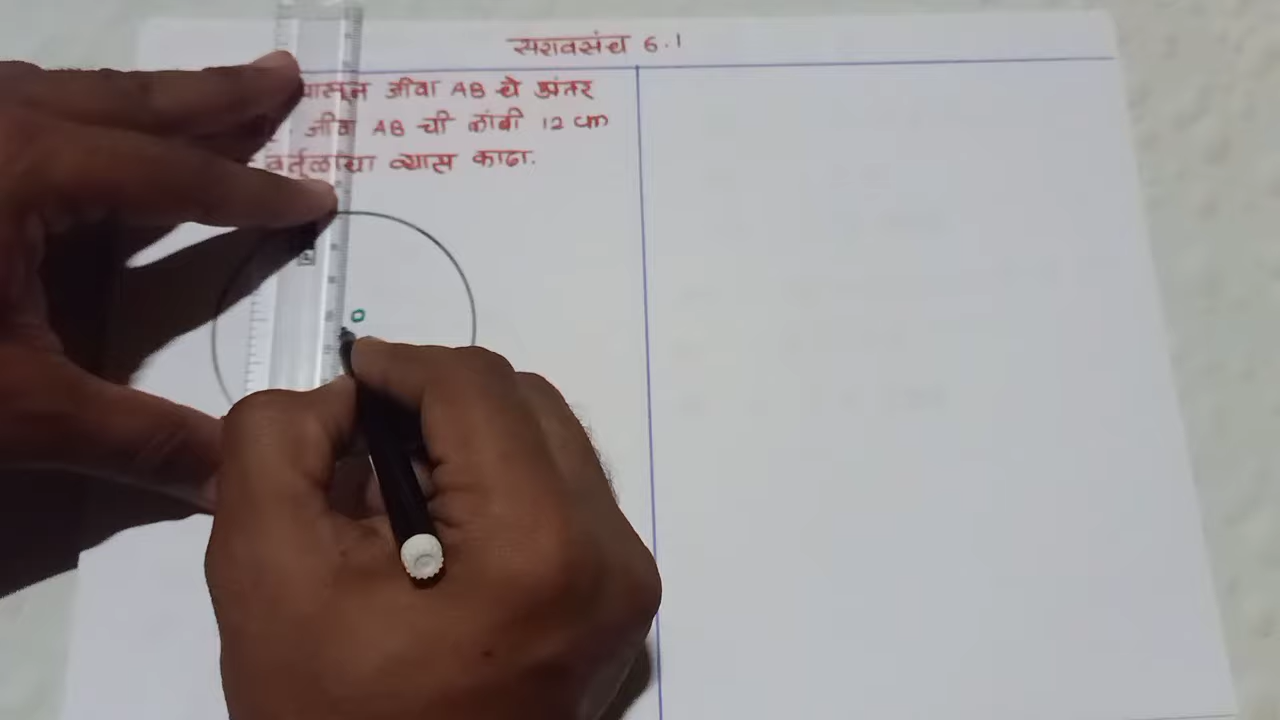 सरावसंच 6.1
पासून जीवा AB चे अंतर
जीवा AB ची लांबी 12 cm
वर्तुळाचा व्यास काढा.
O